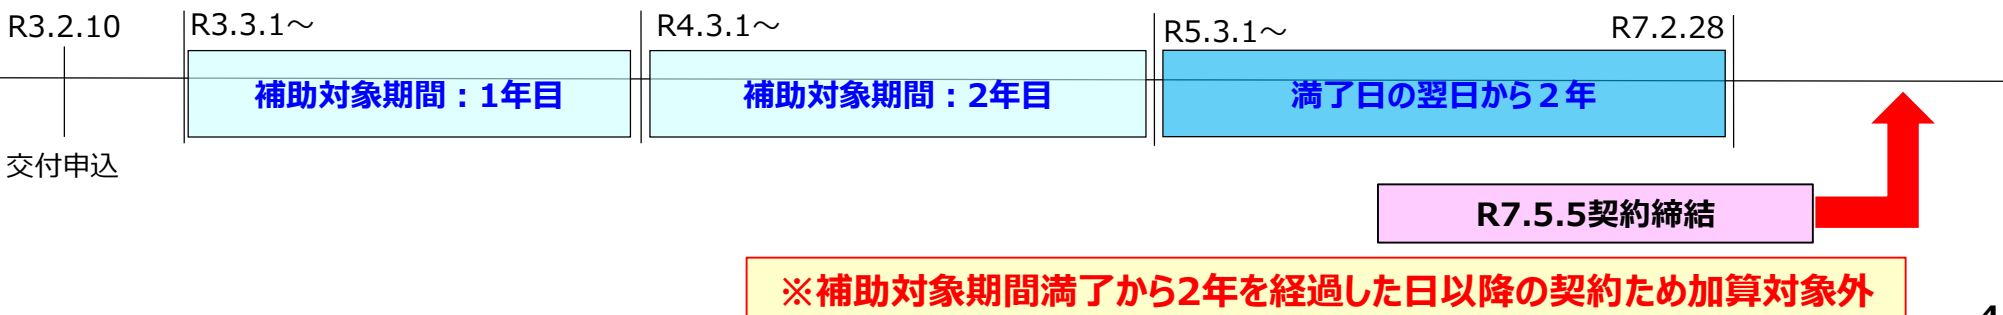 R3.2.10
R3.3.1～
R4.3.1～
R5.3.1～
R7.2.28
補助対象期間：1年目
補助対象期間：2年目
満了日の翌日から２年
交付申込
R7.5.5契約締結
※補助対象期間満了から2年を経過した日以降の契約ため加算対象外